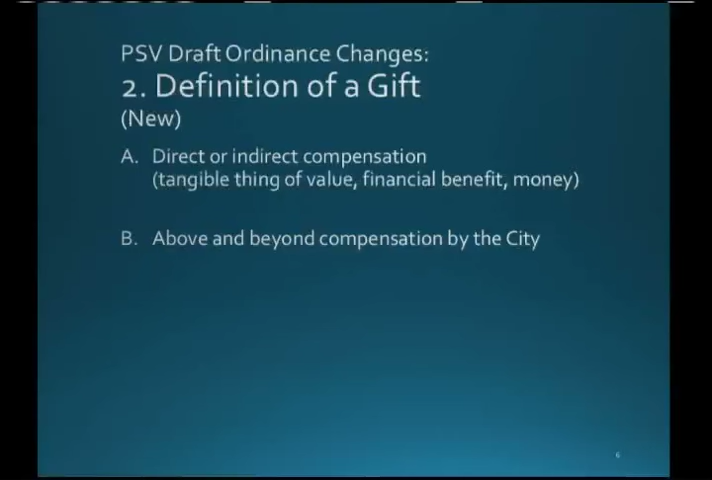 PSV Draft Ordinance Changes:
2. Definition of a Gift
(New)
A. Direct or indirect compensation
(tangible thing of value, financial benefit, money)
B. Above and beyond compensation by the City
6